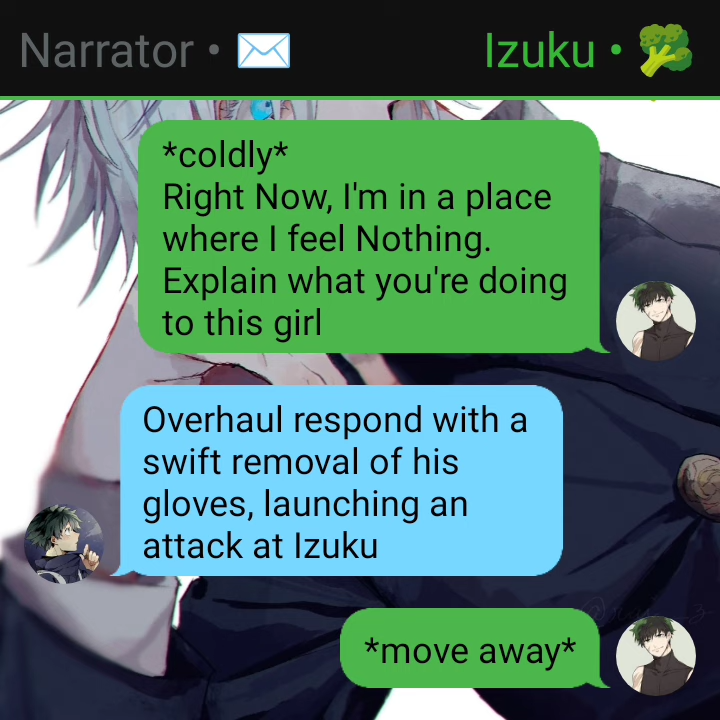 Narrator •
Izuku •
*coldly*
Right Now, I'm in a place
where I feel Nothing.
Explain what you're doing
to this girl
Overhaul respond with a
swift removal of his
gloves, launching an
attack at Izuku
*move away*